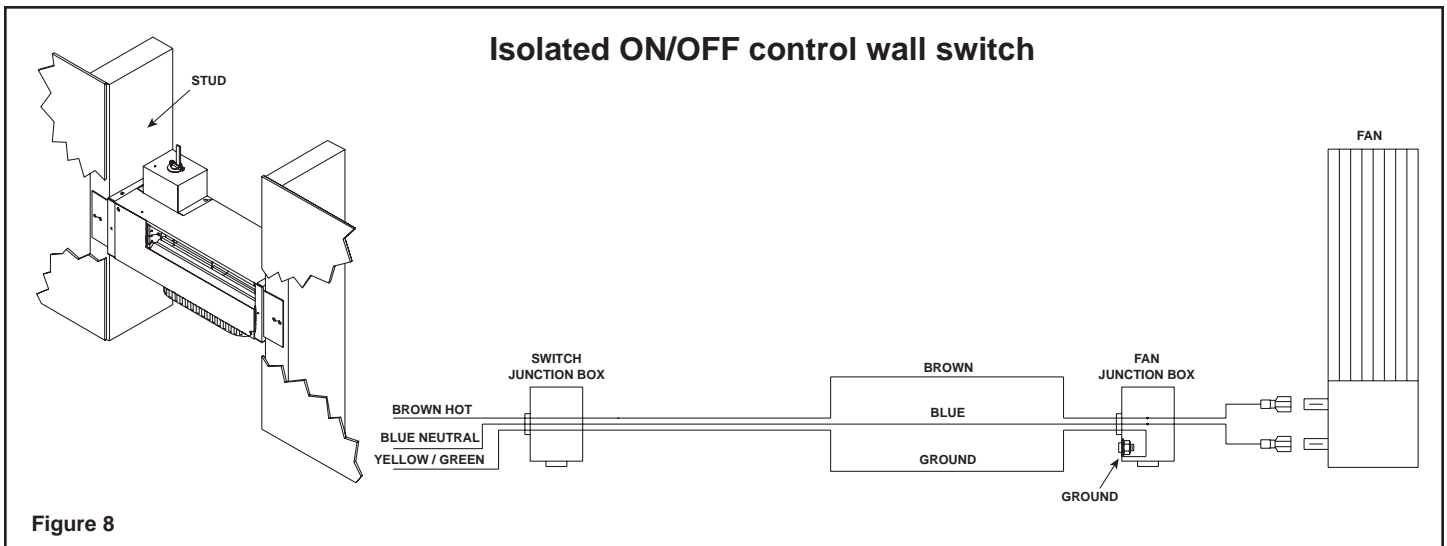 Isolated ON/OFF control wall switch
STUD
FAN
SWITCH
JUNCTION BOX
BROWN
FAN
JUNCTION BOX
BROWN HOT
BLUE
BLUE NEUTRAL
YELLOW / GREEN
GROUND
GROUND
Figure 8